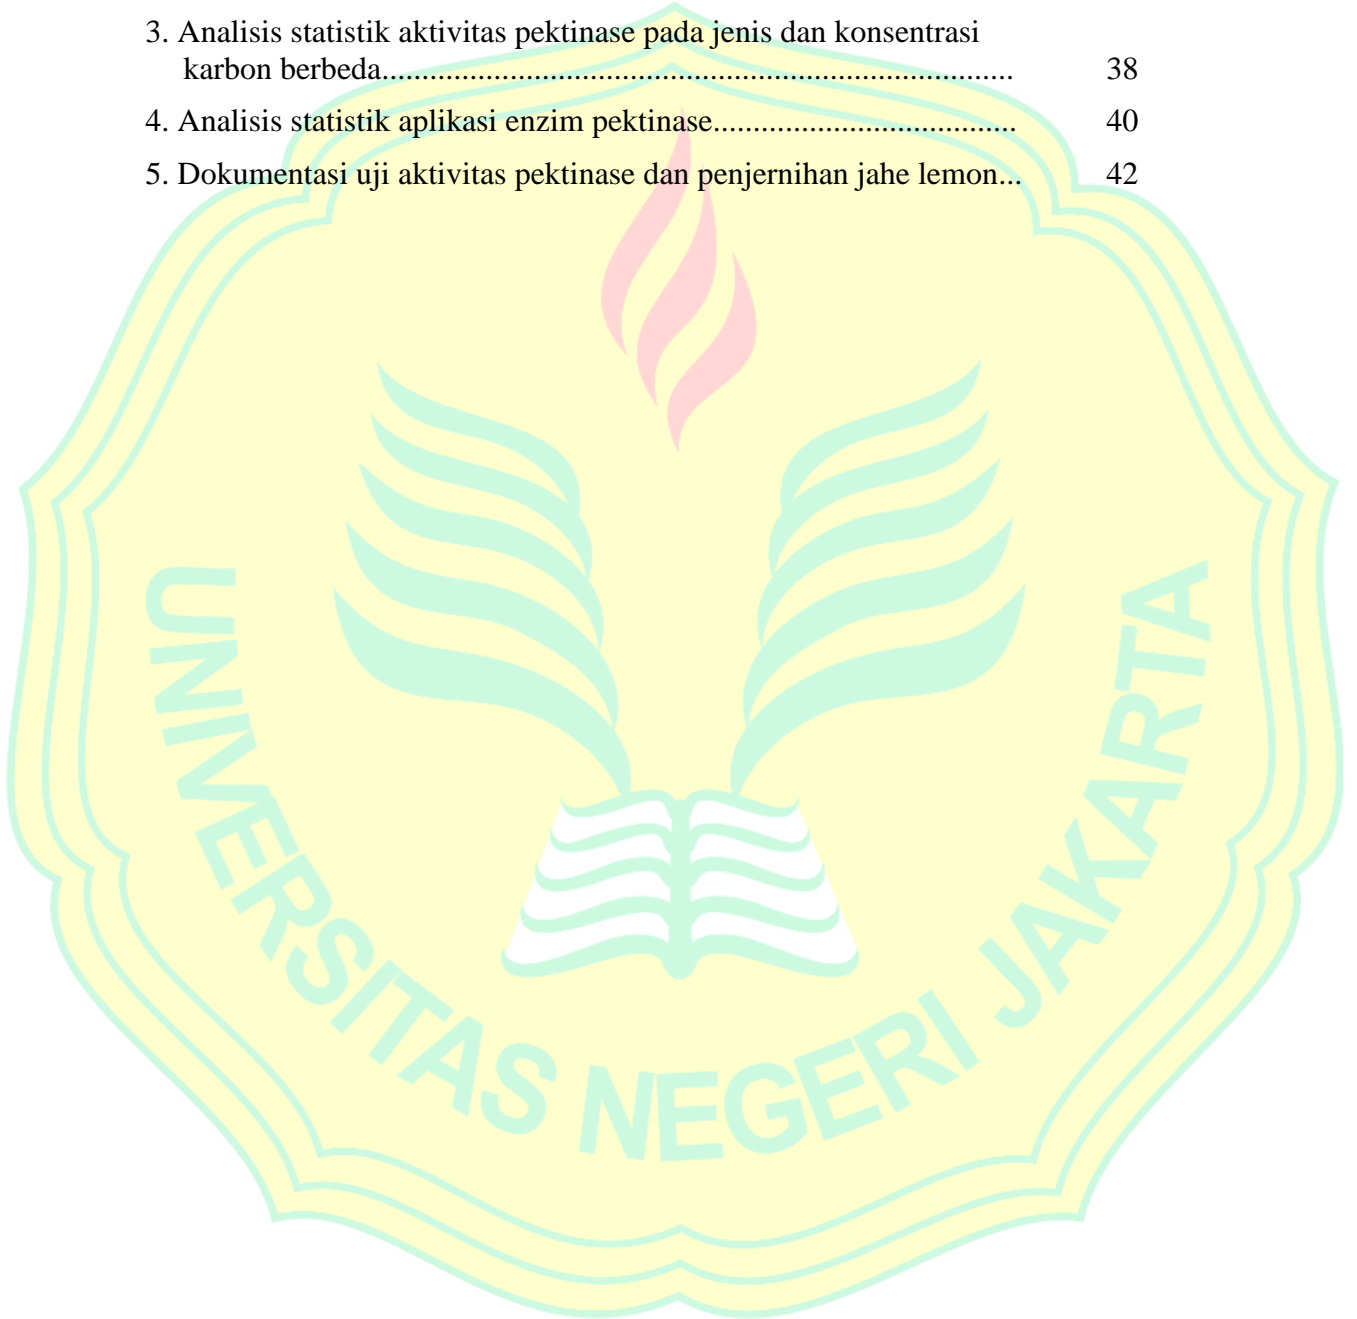 3. Analisis statistik aktivitas pektinase pada jenis dan konsentrasi
karbon berbeda............................................................................... 38
4. Analisis statistik aplikasi enzim pektinase...................................... 40
5. Dokumentasi uji aktivitas pektinase dan penjernihan jahe lemon... 42
UNIVERSITAS NEGERI JAKARTA